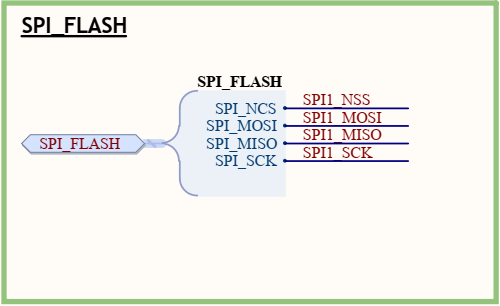 SPI_FLASH
SPI_FLASH
SPI_NCS SPI1_NSS
SPI_MOSI SPI1_MOSI
SPI_FLASH SPI_MISO SPI1_MISO
SPI_SCK SPI1_SCK